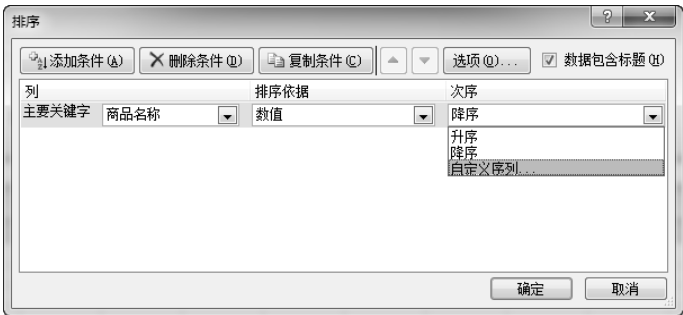 排序
添加条件(A) 删除条件(D) 复制条件(C) 选项(O)... 数据包含标题(H)
列 排序依据 次序
主要关键字 商品名称 数值 降序
升序
降序
自定义序列...
确定 取消